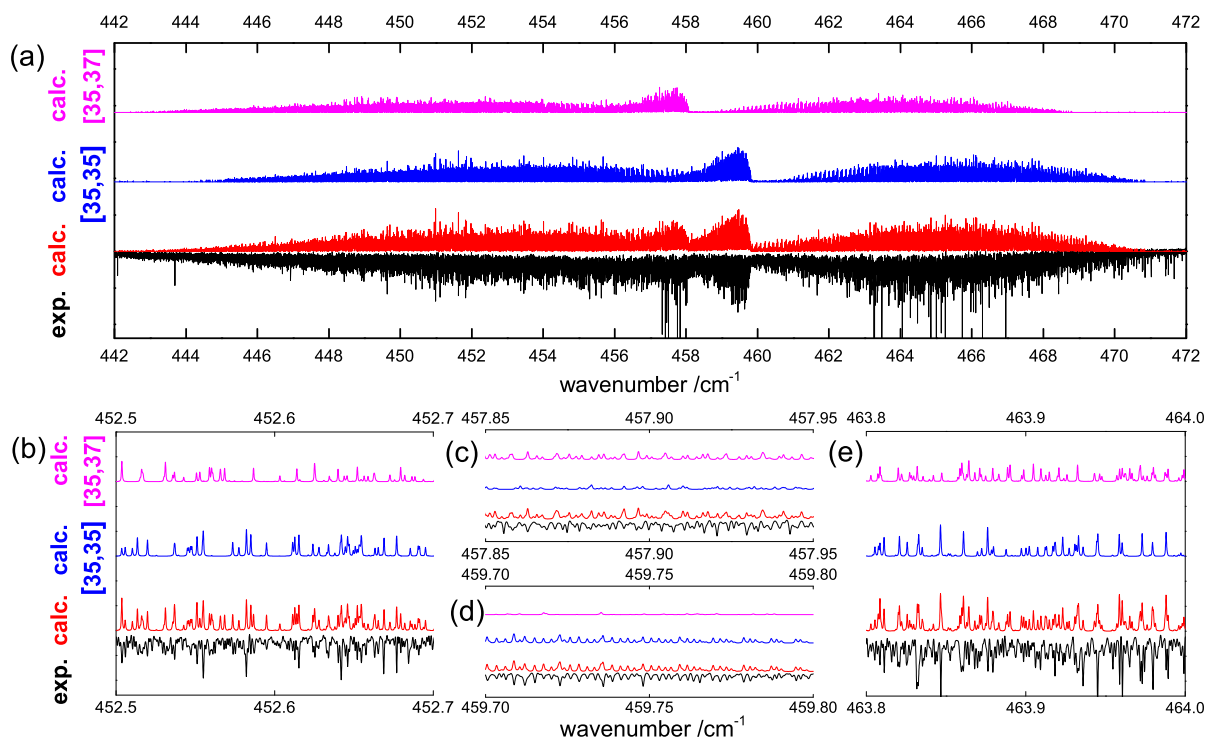 442 444 446 448 450 452 454 456 458 460 462 464 466 468 470 472
(a)
calc. [35,37]
calc. [35,35]
calc.
exp.
442 444 446 448 450 452 454 456 458 460 462 464 466 468 470 472
wavenumber /cm⁻¹
452.5 452.6 452.7
(b)
calc. [35,37]
calc. [35,35]
calc.
exp.
452.5 452.6 452.7
457.85 457.90 457.95
(c)
457.85 457.90 457.95
459.70 459.75 459.80
(d)
459.70 459.75 459.80
wavenumber /cm⁻¹
463.8 463.9 464.0
(e)
463.8 463.9 464.0